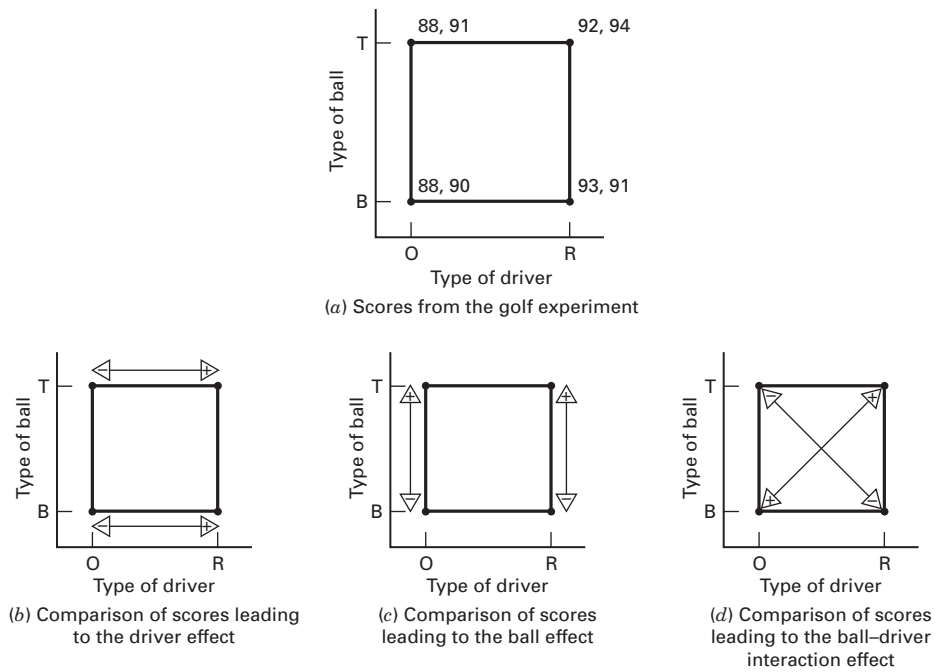 88, 91
92, 94
T
Type of ball
88, 90
93, 91
B
O
R
Type of driver
(a) Scores from the golf experiment
T
−
+
Type of ball
B
−
+
O
R
Type of driver
(b) Comparison of scores leading
to the driver effect
T
+
+
Type of ball
B
−
−
O
R
Type of driver
(c) Comparison of scores
leading to the ball effect
T
−
+
Type of ball
B
+
−
O
R
Type of driver
(d) Comparison of scores
leading to the ball–driver
interaction effect